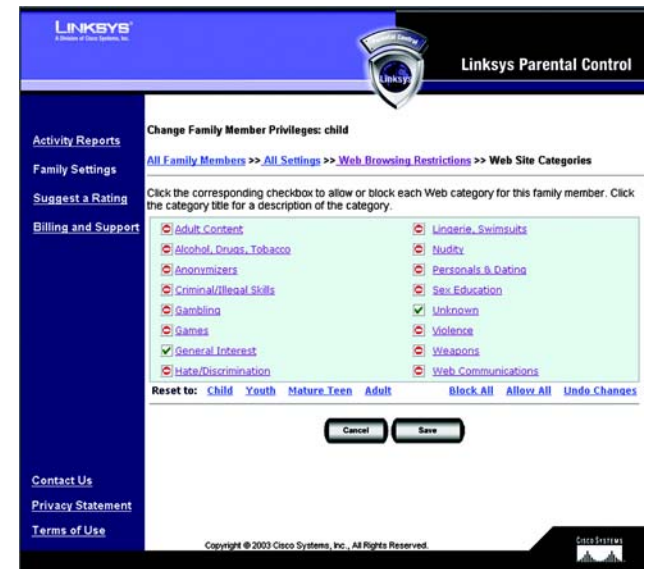 LINKSYS®
A Division of Cisco Systems, Inc.
Parental Control
Linksys
Linksys Parental Control
Activity Reports
Family Settings
Suggest a Rating
Billing and Support
Change Family Member Privileges: child
All Family Members >> All Settings >> Web Browsing Restrictions >> Web Site Categories
Click the corresponding checkbox to allow or block each Web category for this family member. Click
the category title for a description of the category.
Adult Content
Alcohol, Drugs, Tobacco
Anonymizers
Criminal/Illegal Skills
Gambling
Games
General Interest
Hate/Discrimination
Lingerie, Swimsuits
Nudity
Personals & Dating
Sex Education
Unknown
Violence
Weapons
Web Communications
Reset to: Child Youth Mature Teen Adult Block All Allow All Undo Changes
Cancel Save
Contact Us
Privacy Statement
Terms of Use
Copyright © 2003 Cisco Systems, Inc., All Rights Reserved.
CISCO SYSTEMS